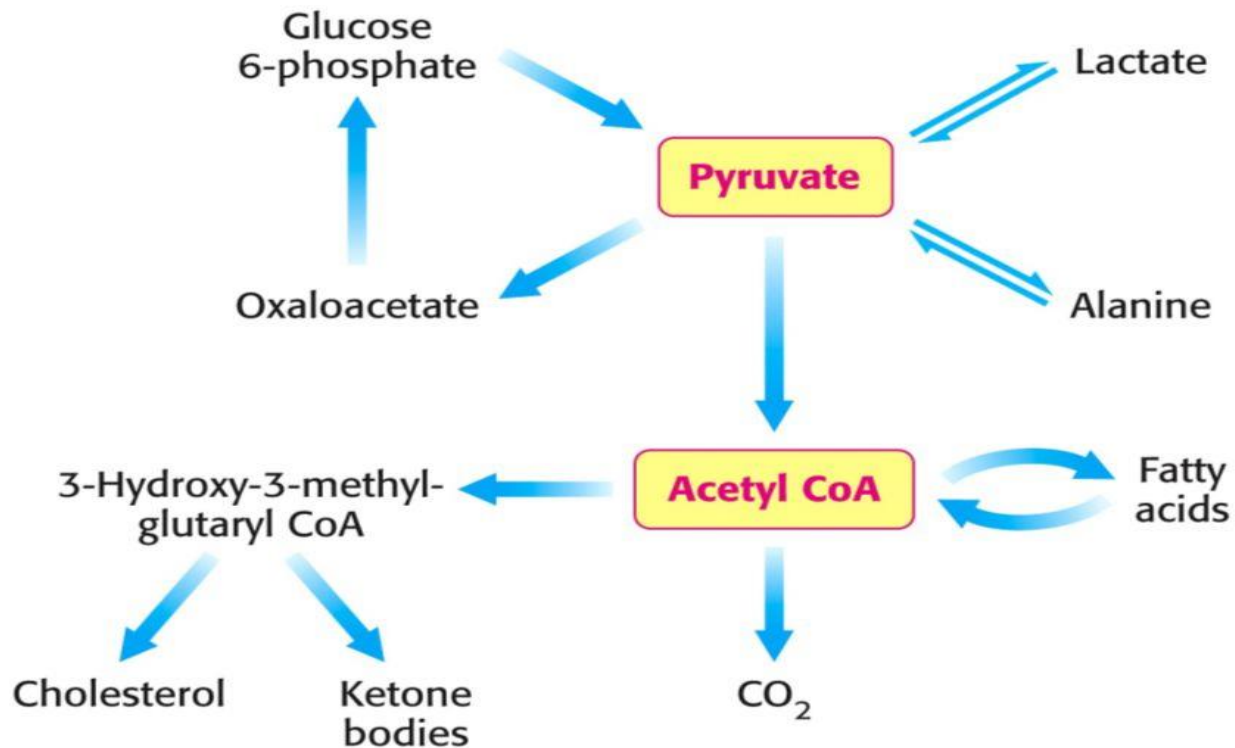 Glucose
6-phosphate
Lactate
Pyruvate
Oxaloacetate
Alanine
3-Hydroxy-3-methyl-
glutaryl CoA
Acetyl CoA
Fatty
acids
Cholesterol
Ketone
bodies
CO₂